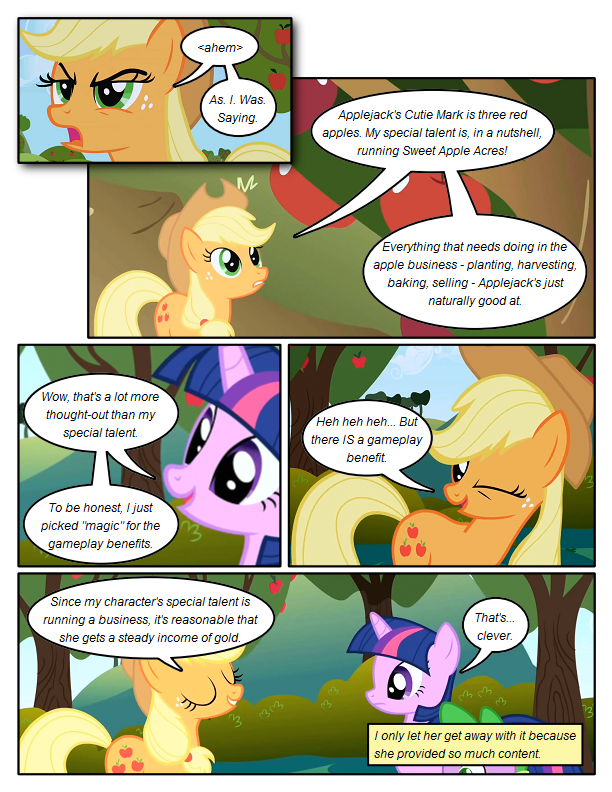 <ahem>
As. I. Was.
Saying.
Applejack's Cutie Mark is three red
apples. My special talent is, in a nutshell,
running Sweet Apple Acres!
Everything that needs doing in the
apple business - planting, harvesting,
baking, selling - Applejack's just
naturally good at.
Wow, that's a lot more
thought-out than my
special talent.
To be honest, I just
picked "magic" for the
gameplay benefits.
Heh heh heh... But
there IS a gameplay
benefit.
Since my character's special talent is
running a business, it's reasonable that
she gets a steady income of gold.
That's...
clever.
I only let her get away with it because
she provided so much content.